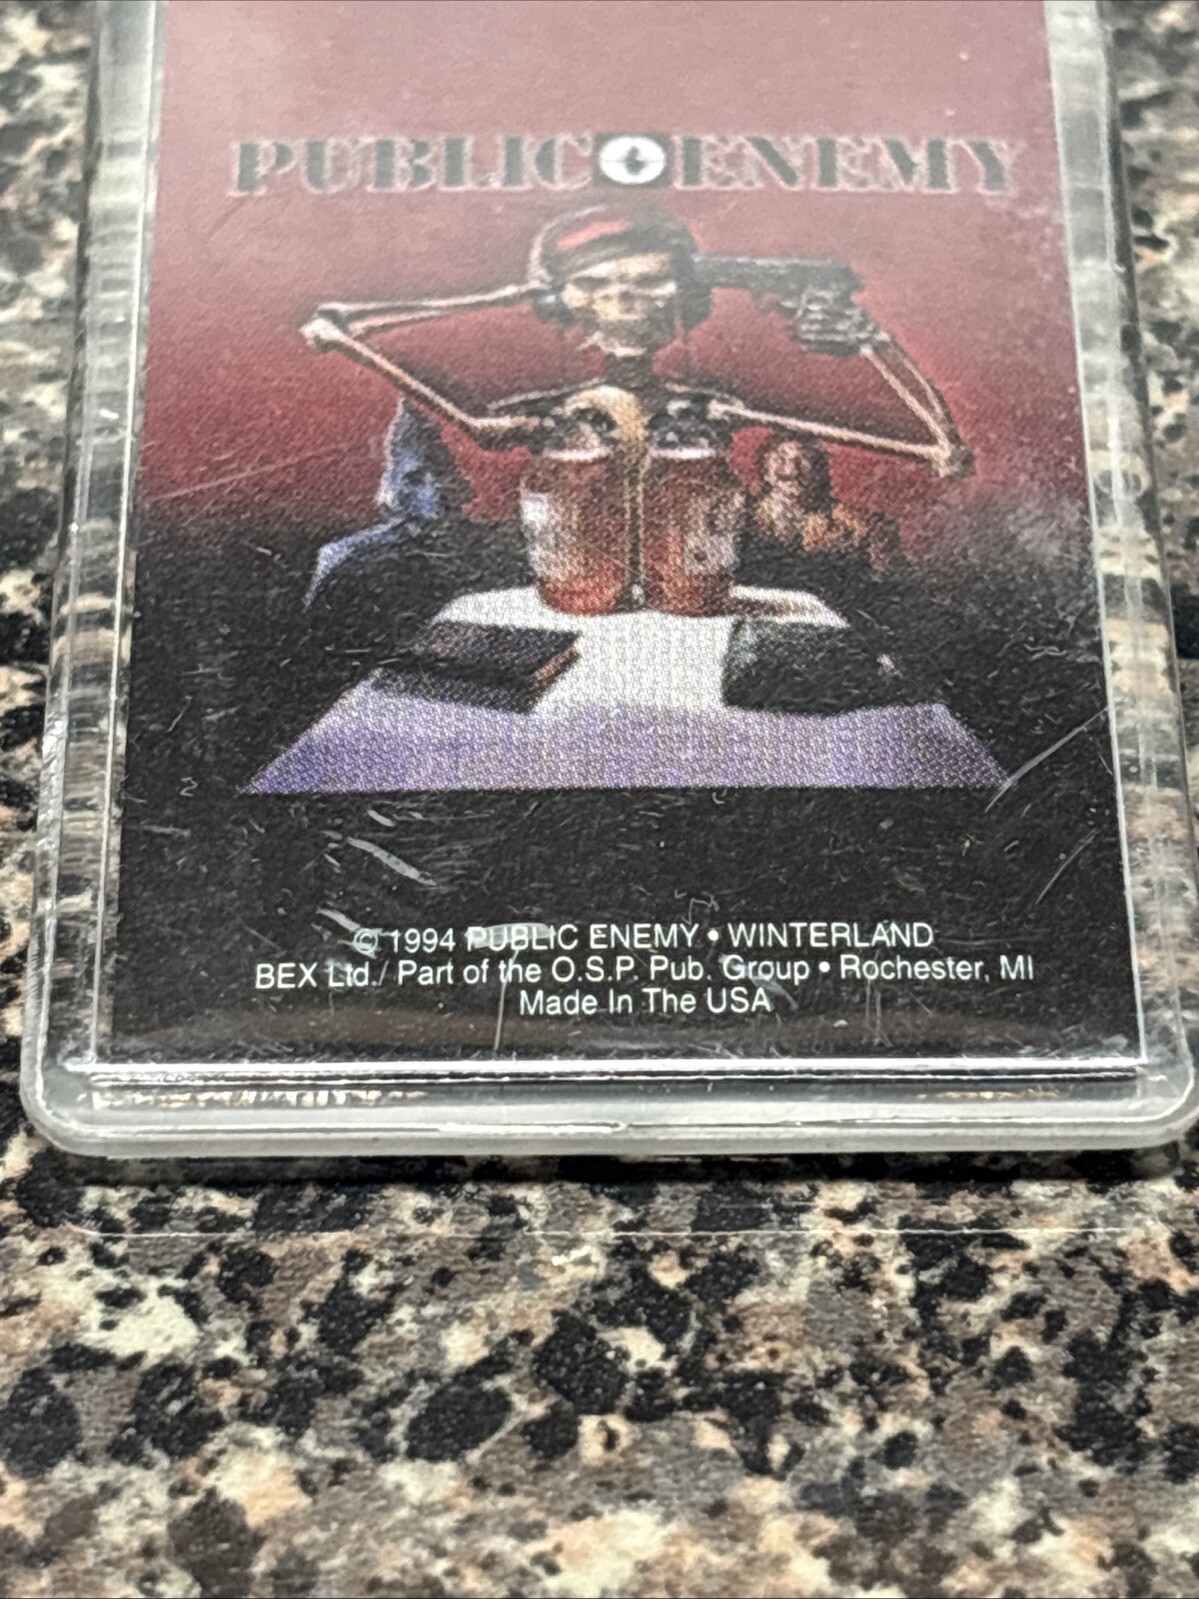 PUBLIC ENEMY
© 1994 PUBLIC ENEMY • WINTERLAND
BEX Ltd./ Part of the O.S.P. Pub. Group • Rochester, MI
Made In The USA